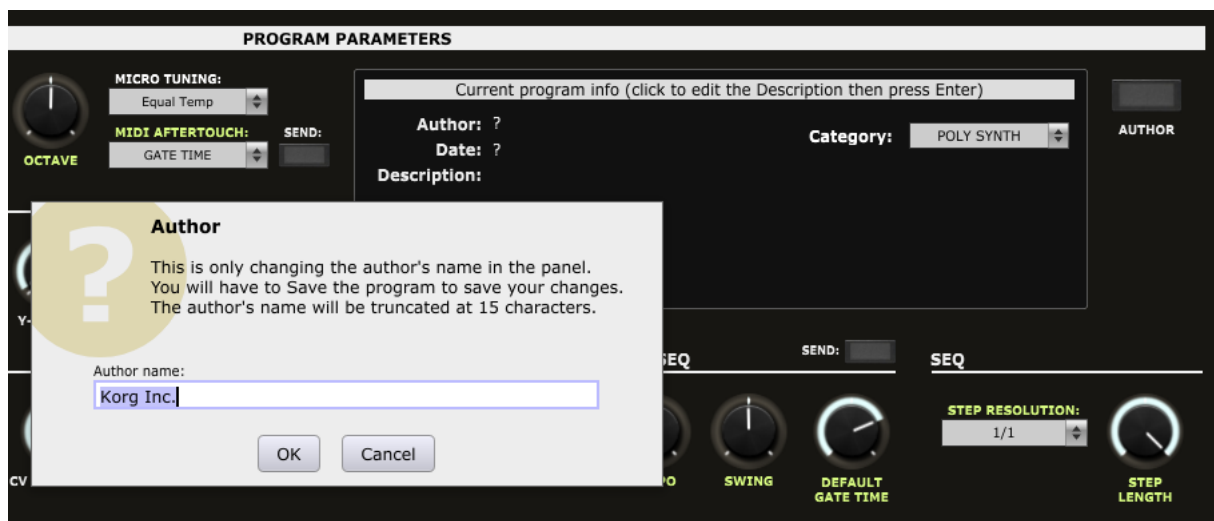 PROGRAM PARAMETERS
MICRO TUNING:
Equal Temp
MIDI AFTERTOUCH:
SEND:
GATE TIME
OCTAVE
Current program info (click to edit the Description then press Enter)
Author: ?
Date: ?
Description:
Category:
POLY SYNTH
AUTHOR
?
Author
This is only changing the author's name in the panel.
You will have to Save the program to save your changes.
The author's name will be truncated at 15 characters.
Author name:
Korg Inc.
OK
Cancel
SEND:
SEQ
STEP RESOLUTION:
1/1
SWING
DEFAULT
GATE TIME
STEP
LENGTH
CV